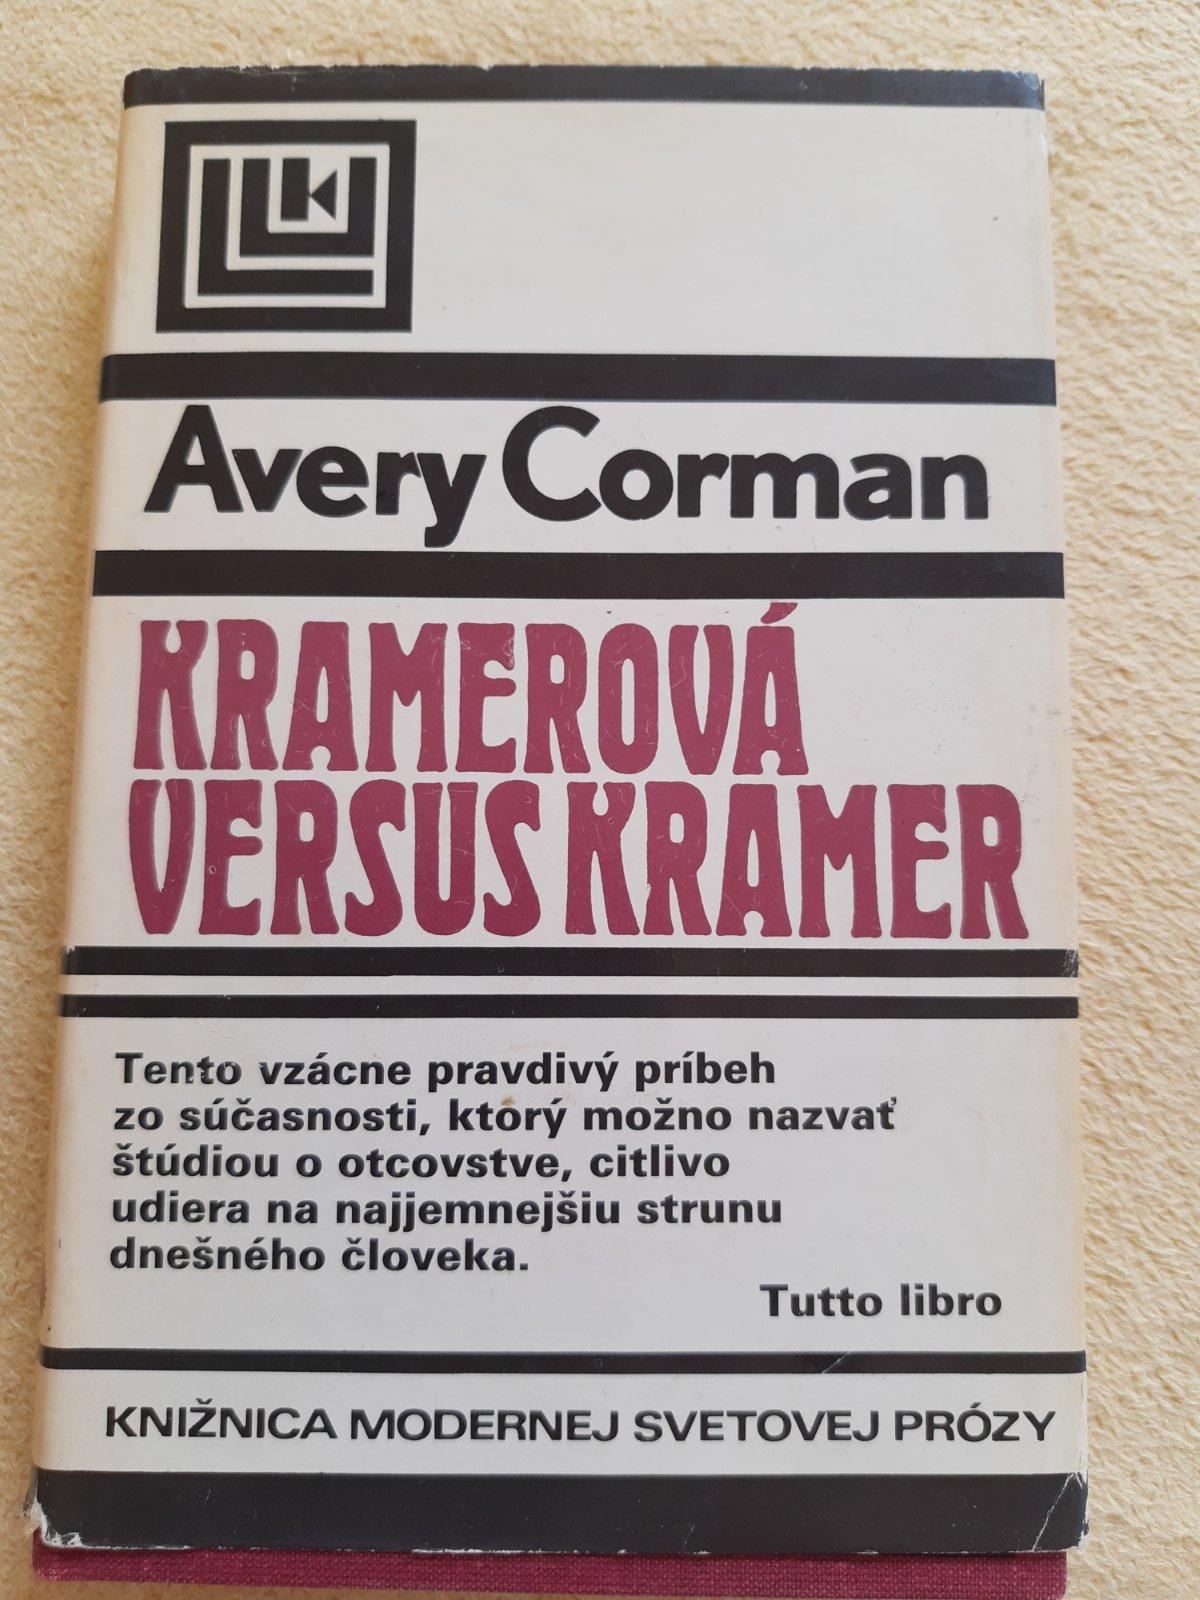 Avery Corman
KRAMEROVÁ
VERSUS KRAMER
Tento vzácne pravdivý príbeh
zo súčasnosti, ktorý možno nazvať
štúdiou o otcovstve, citlivo
udiera na najjemnejšiu strunu
dnešného človeka.
Tutto libro
KNIŽNICA MODERNEJ SVETOVEJ PRÓZY